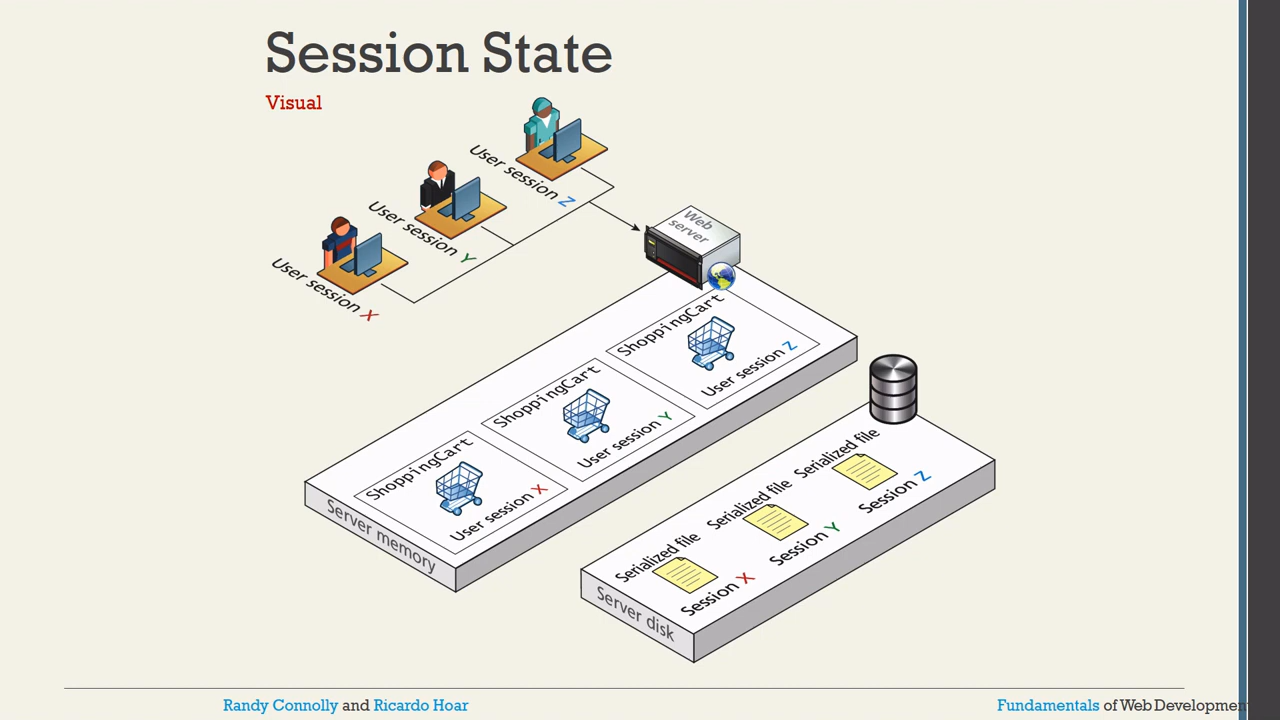 Session State
Visual
User session Z
User session Y
User session X
Web
server
ShoppingCart
User session Z
ShoppingCart
User session Y
ShoppingCart
User session X
Server memory
Serialized file
Session Z
Serialized file
Session Y
Serialized file
Session X
Server disk
Randy Connolly and Ricardo Hoar
Fundamentals of Web Development